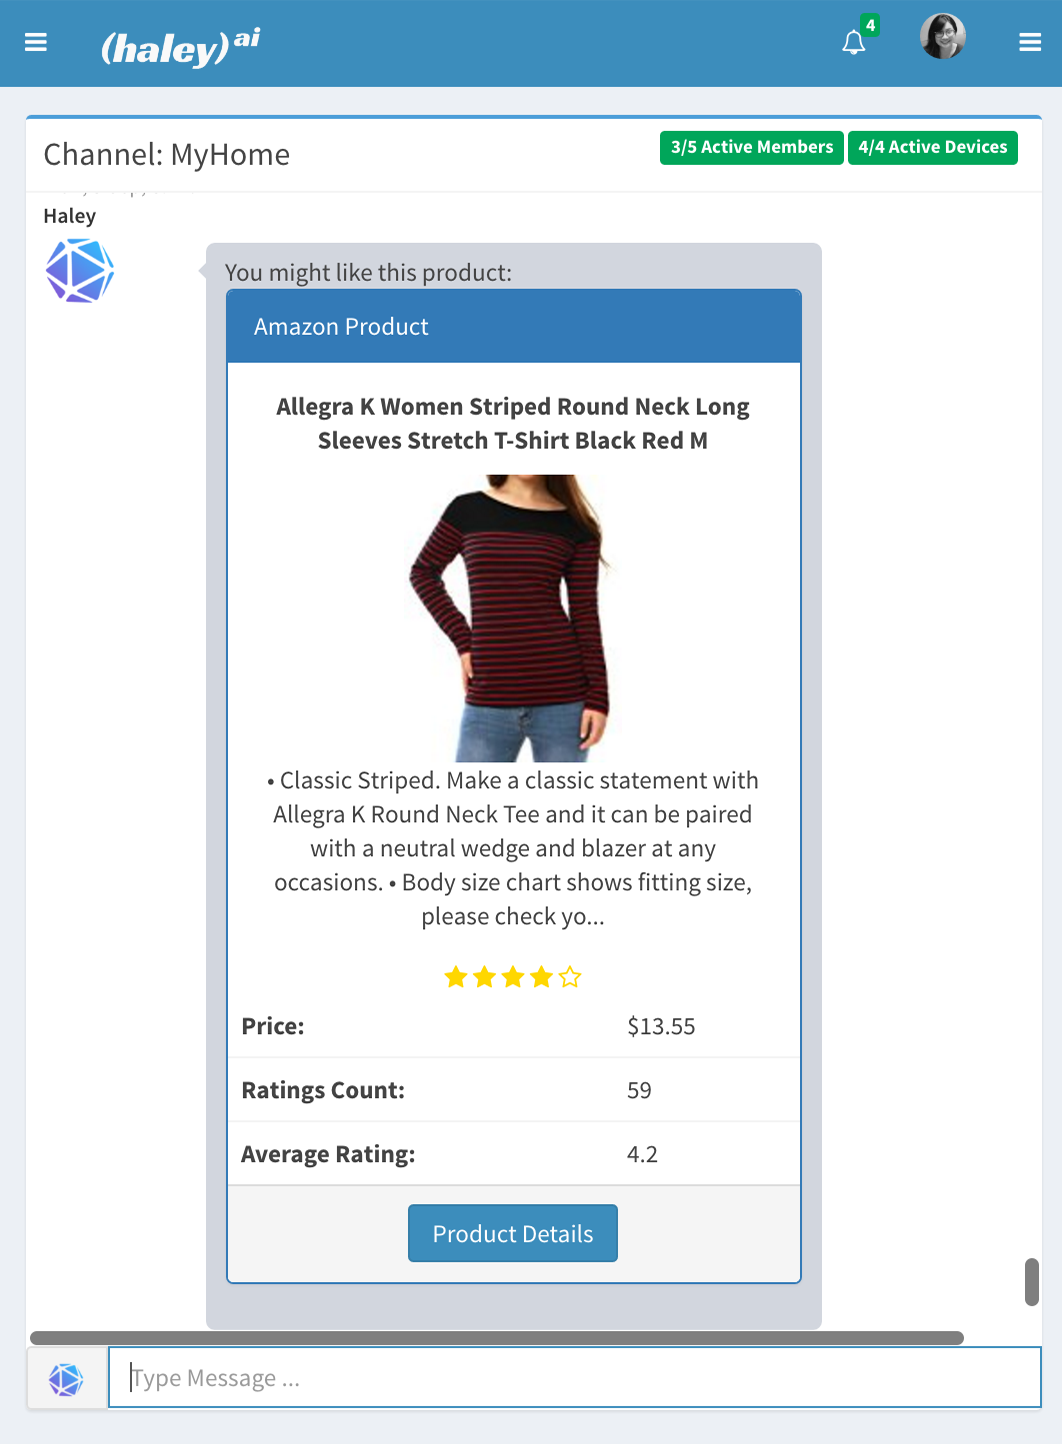 (haley) ai
4
Channel: MyHome
3/5 Active Members
4/4 Active Devices
Haley
You might like this product:
Amazon Product
Allegra K Women Striped Round Neck Long
Sleeves Stretch T-Shirt Black Red M
• Classic Striped. Make a classic statement with
Allegra K Round Neck Tee and it can be paired
with a neutral wedge and blazer at any
occasions. • Body size chart shows fitting size,
please check yo...
Price: $13.55
Ratings Count: 59
Average Rating: 4.2
Product Details
Type Message ...